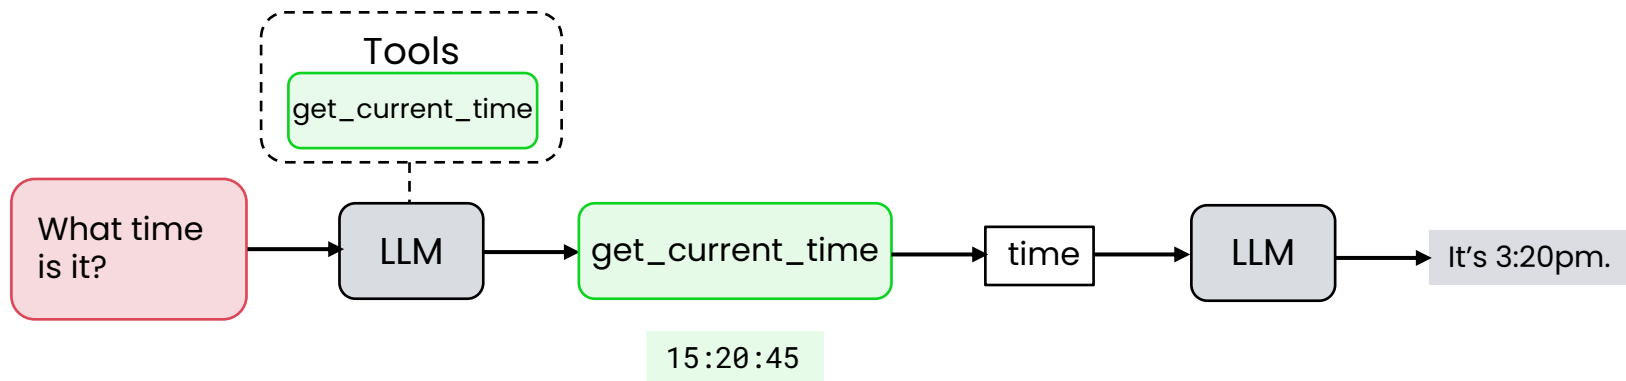 Tools
get_current_time
What time
is it?
LLM
get_current_time
time
LLM
It’s 3:20pm.
15:20:45